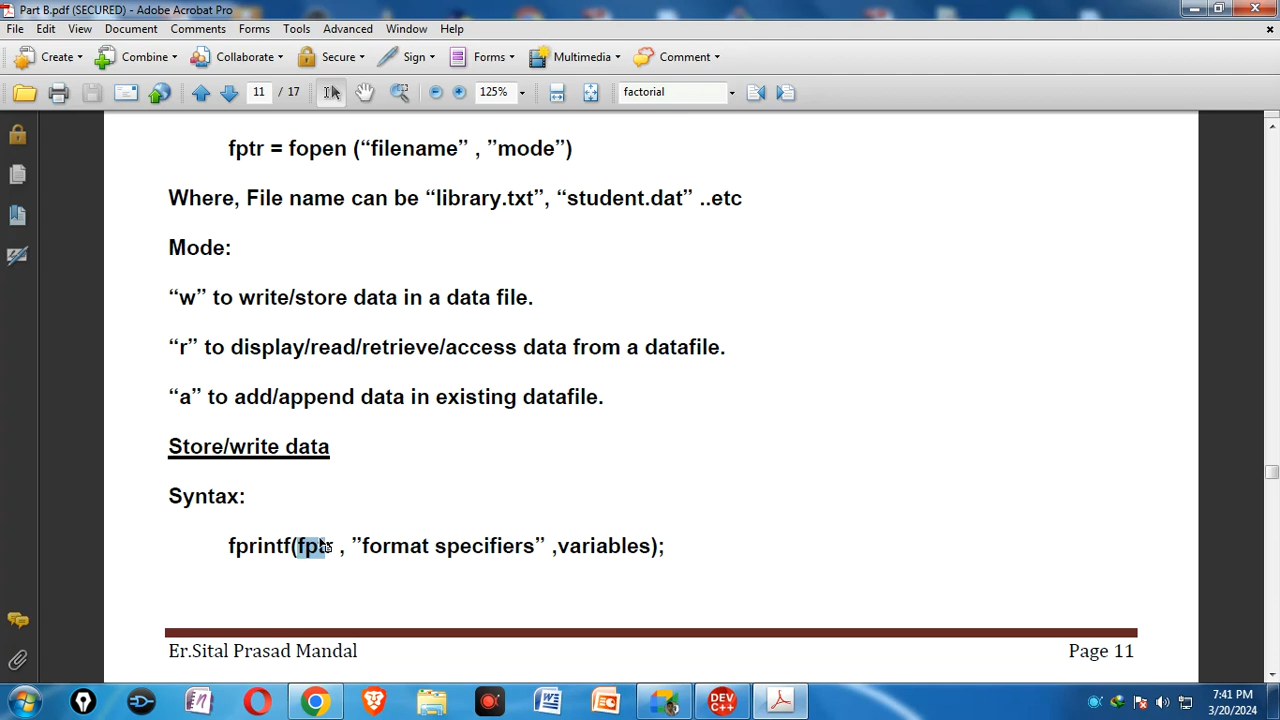 Part B.pdf (SECURED) - Adobe Acrobat Pro
File Edit View Document Comments Forms Tools Advanced Window Help
Create Combine Collaborate Secure Sign Forms Multimedia Comment
11 / 17 125% factorial
fptr = fopen (“filename” , ”mode”)
Where, File name can be “library.txt”, “student.dat” ..etc
Mode:
“w” to write/store data in a data file.
“r” to display/read/retrieve/access data from a datafile.
“a” to add/append data in existing datafile.
Store/write data
Syntax:
fprintf(fptr , ”format specifiers” ,variables);
Er.Sital Prasad Mandal Page 11
DEV C++
7:41 PM
3/20/2024